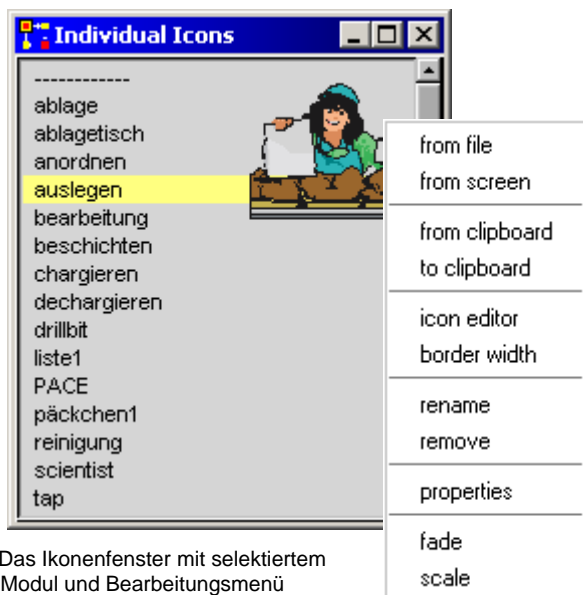 Individual Icons
------------
ablage
ablagetisch
anordnen
auslegen
bearbeitung
beschichten
chargieren
dechargieren
drillbit
liste1
PACE
päckchen1
reinigung
scientist
tap
from file
from screen
from clipboard
to clipboard
icon editor
border width
rename
remove
properties
fade
scale
Das Ikonenfenster mit selektiertem
Modul und Bearbeitungsmenü